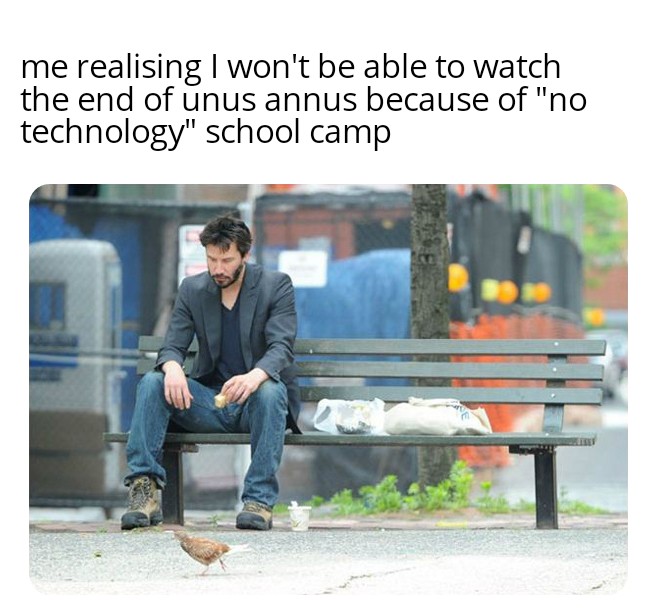 me realising I won't be able to watch
the end of unus annus because of "no
technology" school camp